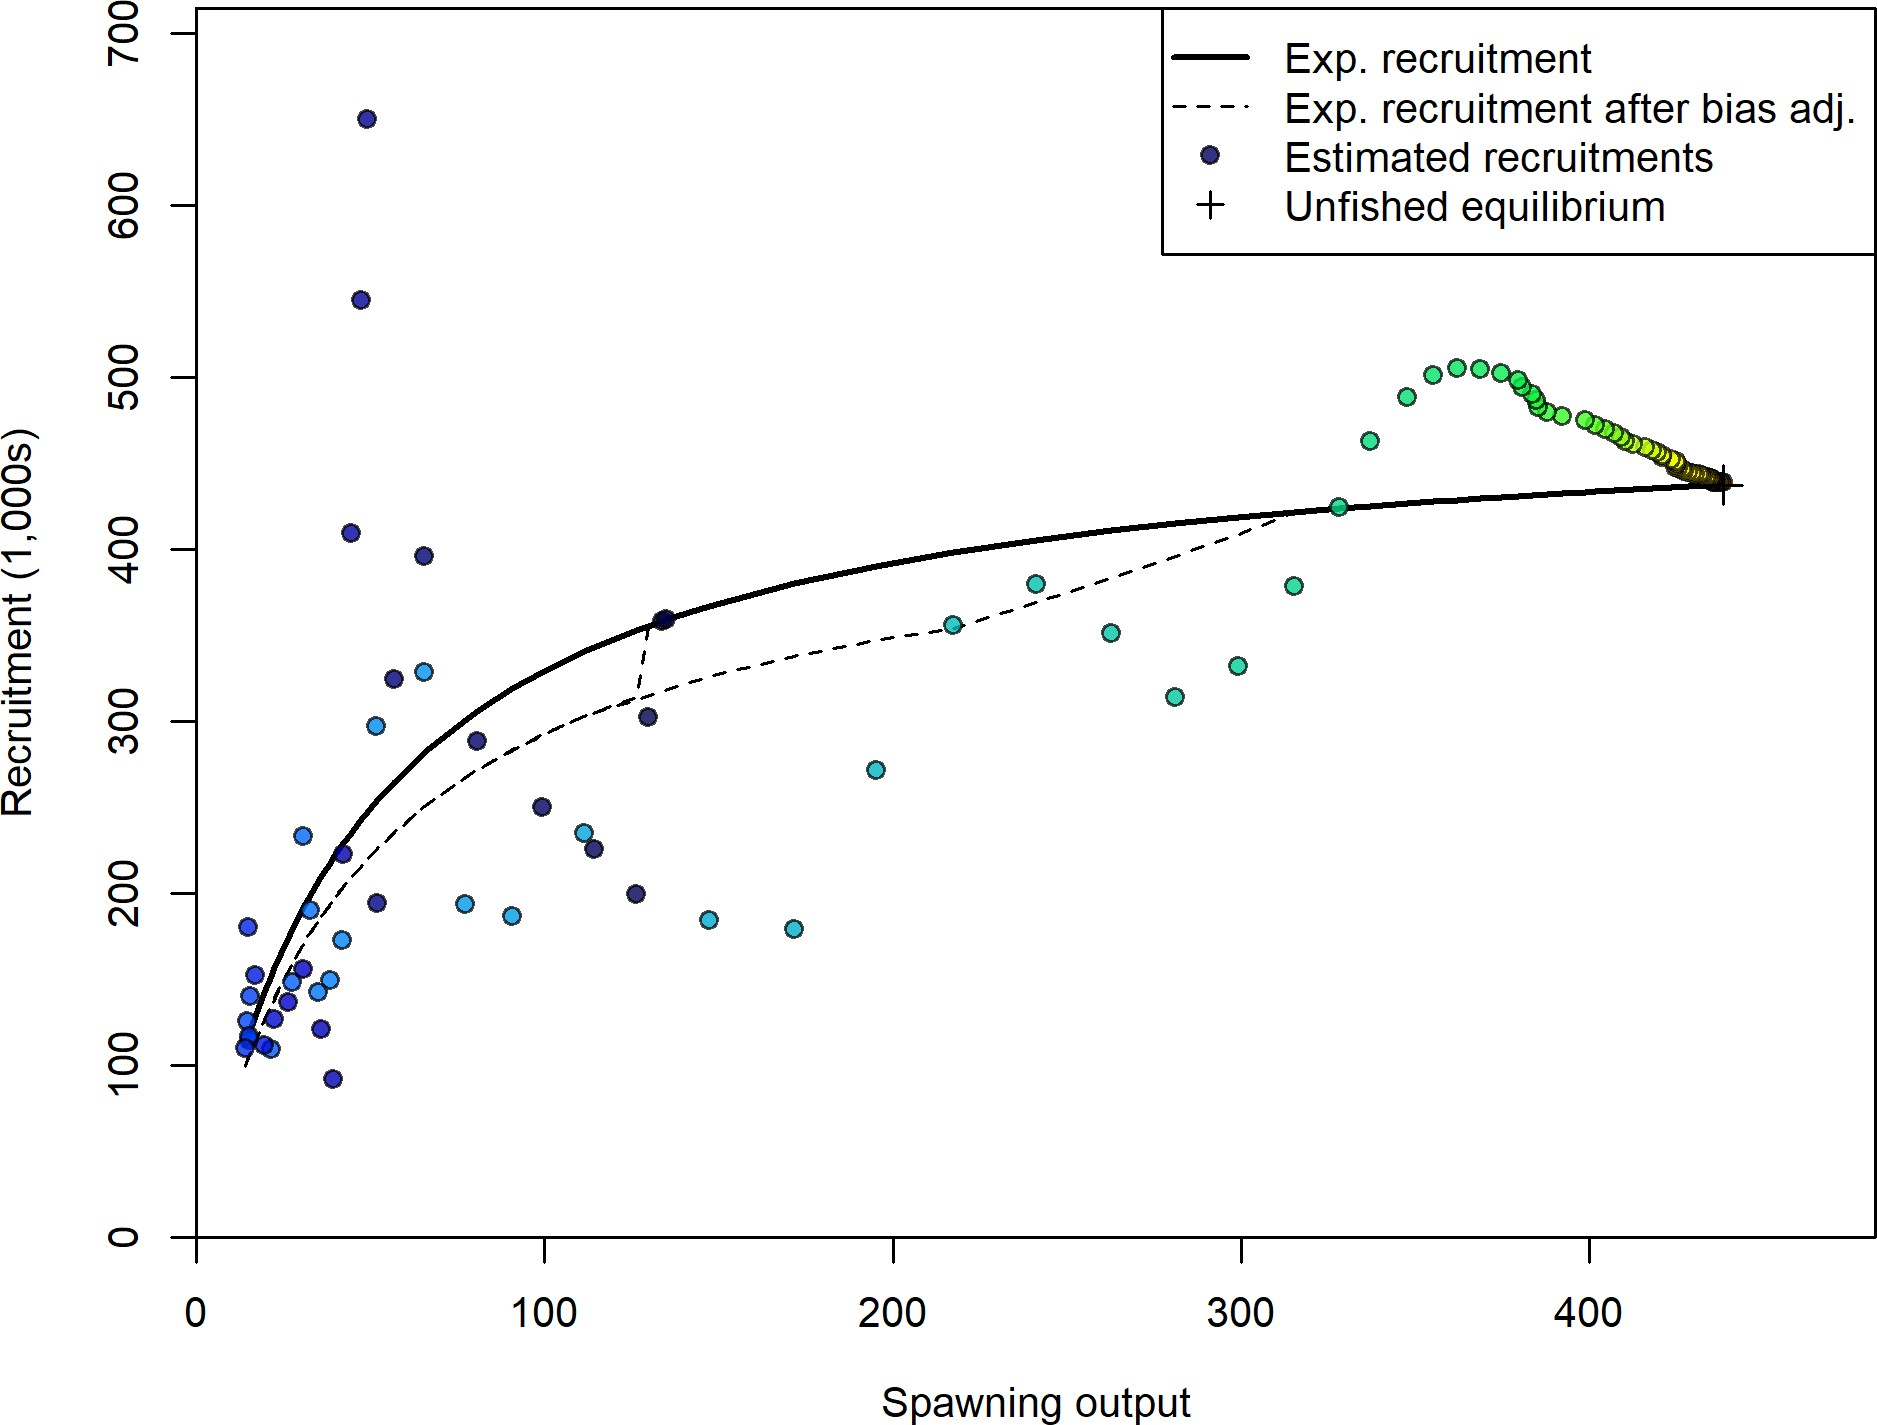 Exp. recruitment
Exp. recruitment after bias adj.
Estimated recruitments
Unfished equilibrium
Recruitment (1,000s)
700
600
500
400
300
200
100
0
0 100 200 300 400
Spawning output